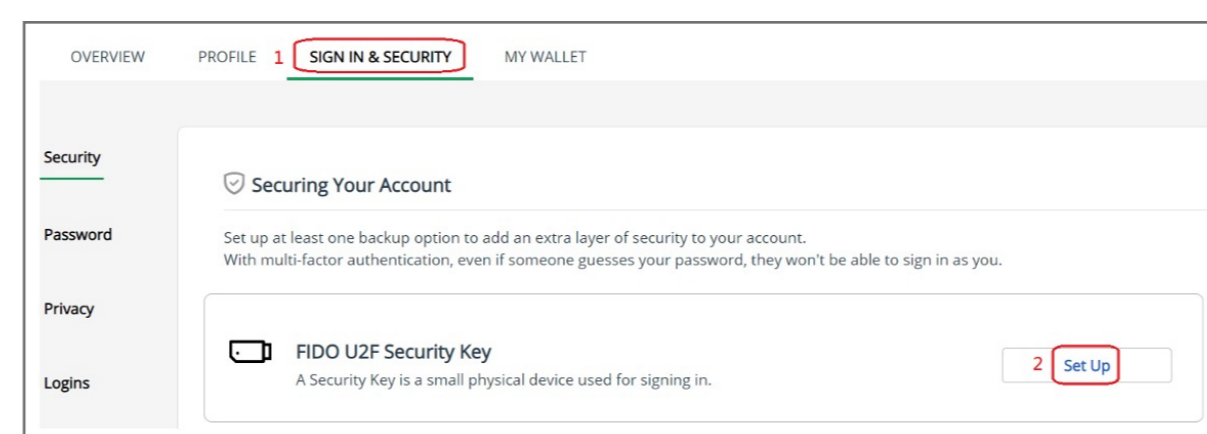 OVERVIEW PROFILE 1 SIGN IN & SECURITY MY WALLET
Security
Securing Your Account
Password
Set up at least one backup option to add an extra layer of security to your account.
With multi-factor authentication, even if someone guesses your password, they won't be able to sign in as you.
Privacy
FIDO U2F Security Key
2 Set Up
A Security Key is a small physical device used for signing in.
Logins